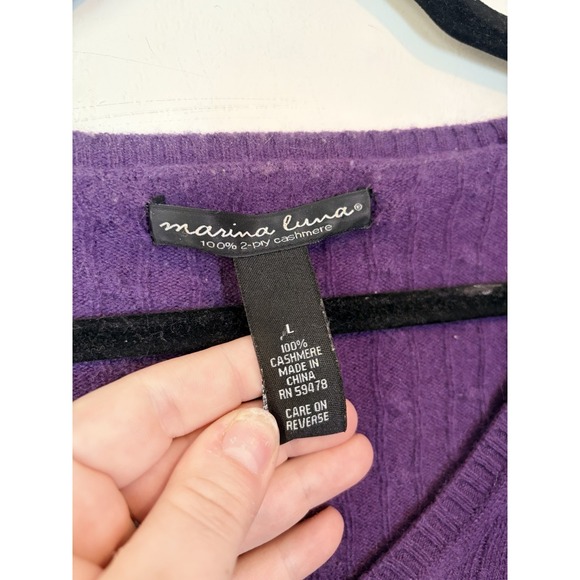 marina luna®
100% 2-ply cashmere
L
100%
CASHMERE
MADE IN
CHINA
RN 59478
CARE ON
REVERSE